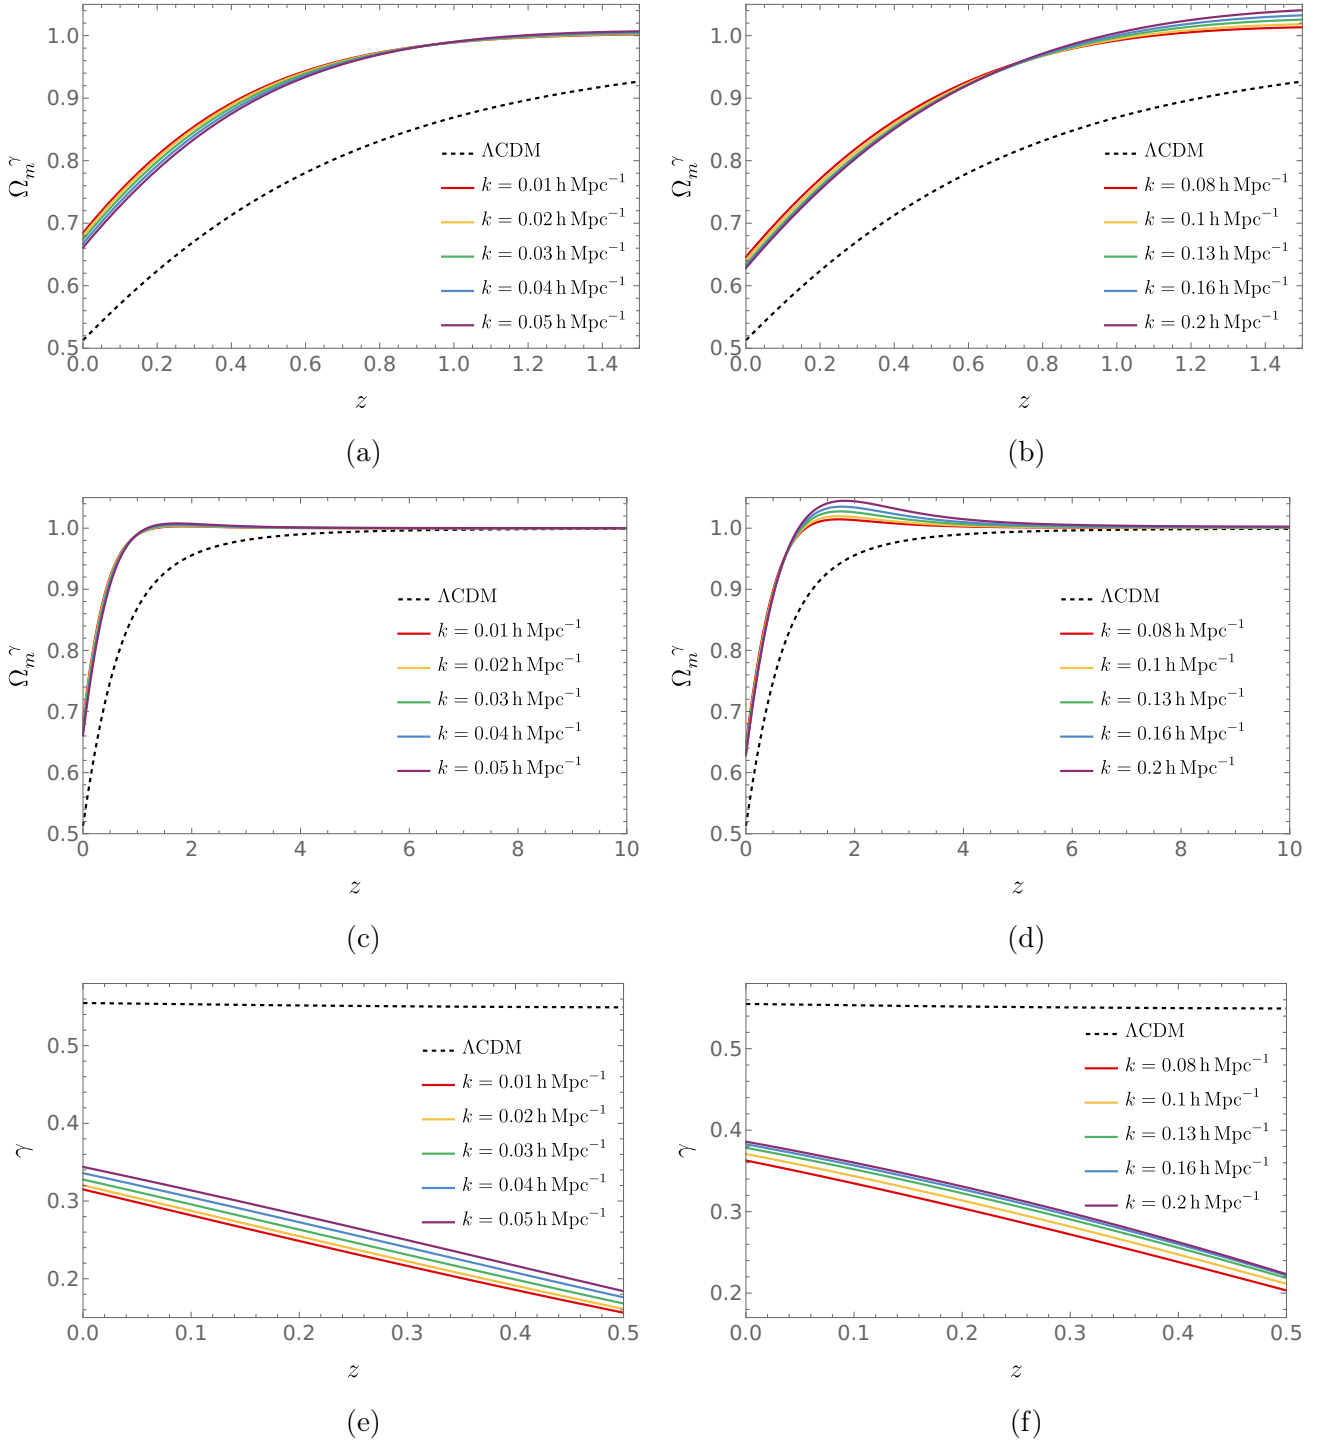 1.0
0.9
0.8
0.7
0.6
0.5
Ω_m^γ
ΛCDM
k = 0.01 h Mpc⁻¹
k = 0.02 h Mpc⁻¹
k = 0.03 h Mpc⁻¹
k = 0.04 h Mpc⁻¹
k = 0.05 h Mpc⁻¹
0.0 0.2 0.4 0.6 0.8 1.0 1.2 1.4
z
(a)
1.0
0.9
0.8
0.7
0.6
0.5
Ω_m^γ
ΛCDM
k = 0.08 h Mpc⁻¹
k = 0.1 h Mpc⁻¹
k = 0.13 h Mpc⁻¹
k = 0.16 h Mpc⁻¹
k = 0.2 h Mpc⁻¹
0.0 0.2 0.4 0.6 0.8 1.0 1.2 1.4
z
(b)
1.0
0.9
0.8
0.7
0.6
0.5
Ω_m^γ
ΛCDM
k = 0.01 h Mpc⁻¹
k = 0.02 h Mpc⁻¹
k = 0.03 h Mpc⁻¹
k = 0.04 h Mpc⁻¹
k = 0.05 h Mpc⁻¹
0 2 4 6 8 10
z
(c)
1.0
0.9
0.8
0.7
0.6
0.5
Ω_m^γ
ΛCDM
k = 0.08 h Mpc⁻¹
k = 0.1 h Mpc⁻¹
k = 0.13 h Mpc⁻¹
k = 0.16 h Mpc⁻¹
k = 0.2 h Mpc⁻¹
0 2 4 6 8 10
z
(d)
0.5
0.4
0.3
0.2
γ
ΛCDM
k = 0.01 h Mpc⁻¹
k = 0.02 h Mpc⁻¹
k = 0.03 h Mpc⁻¹
k = 0.04 h Mpc⁻¹
k = 0.05 h Mpc⁻¹
0.0 0.1 0.2 0.3 0.4 0.5
z
(e)
0.5
0.4
0.3
0.2
γ
ΛCDM
k = 0.08 h Mpc⁻¹
k = 0.1 h Mpc⁻¹
k = 0.13 h Mpc⁻¹
k = 0.16 h Mpc⁻¹
k = 0.2 h Mpc⁻¹
0.0 0.1 0.2 0.3 0.4 0.5
z
(f)